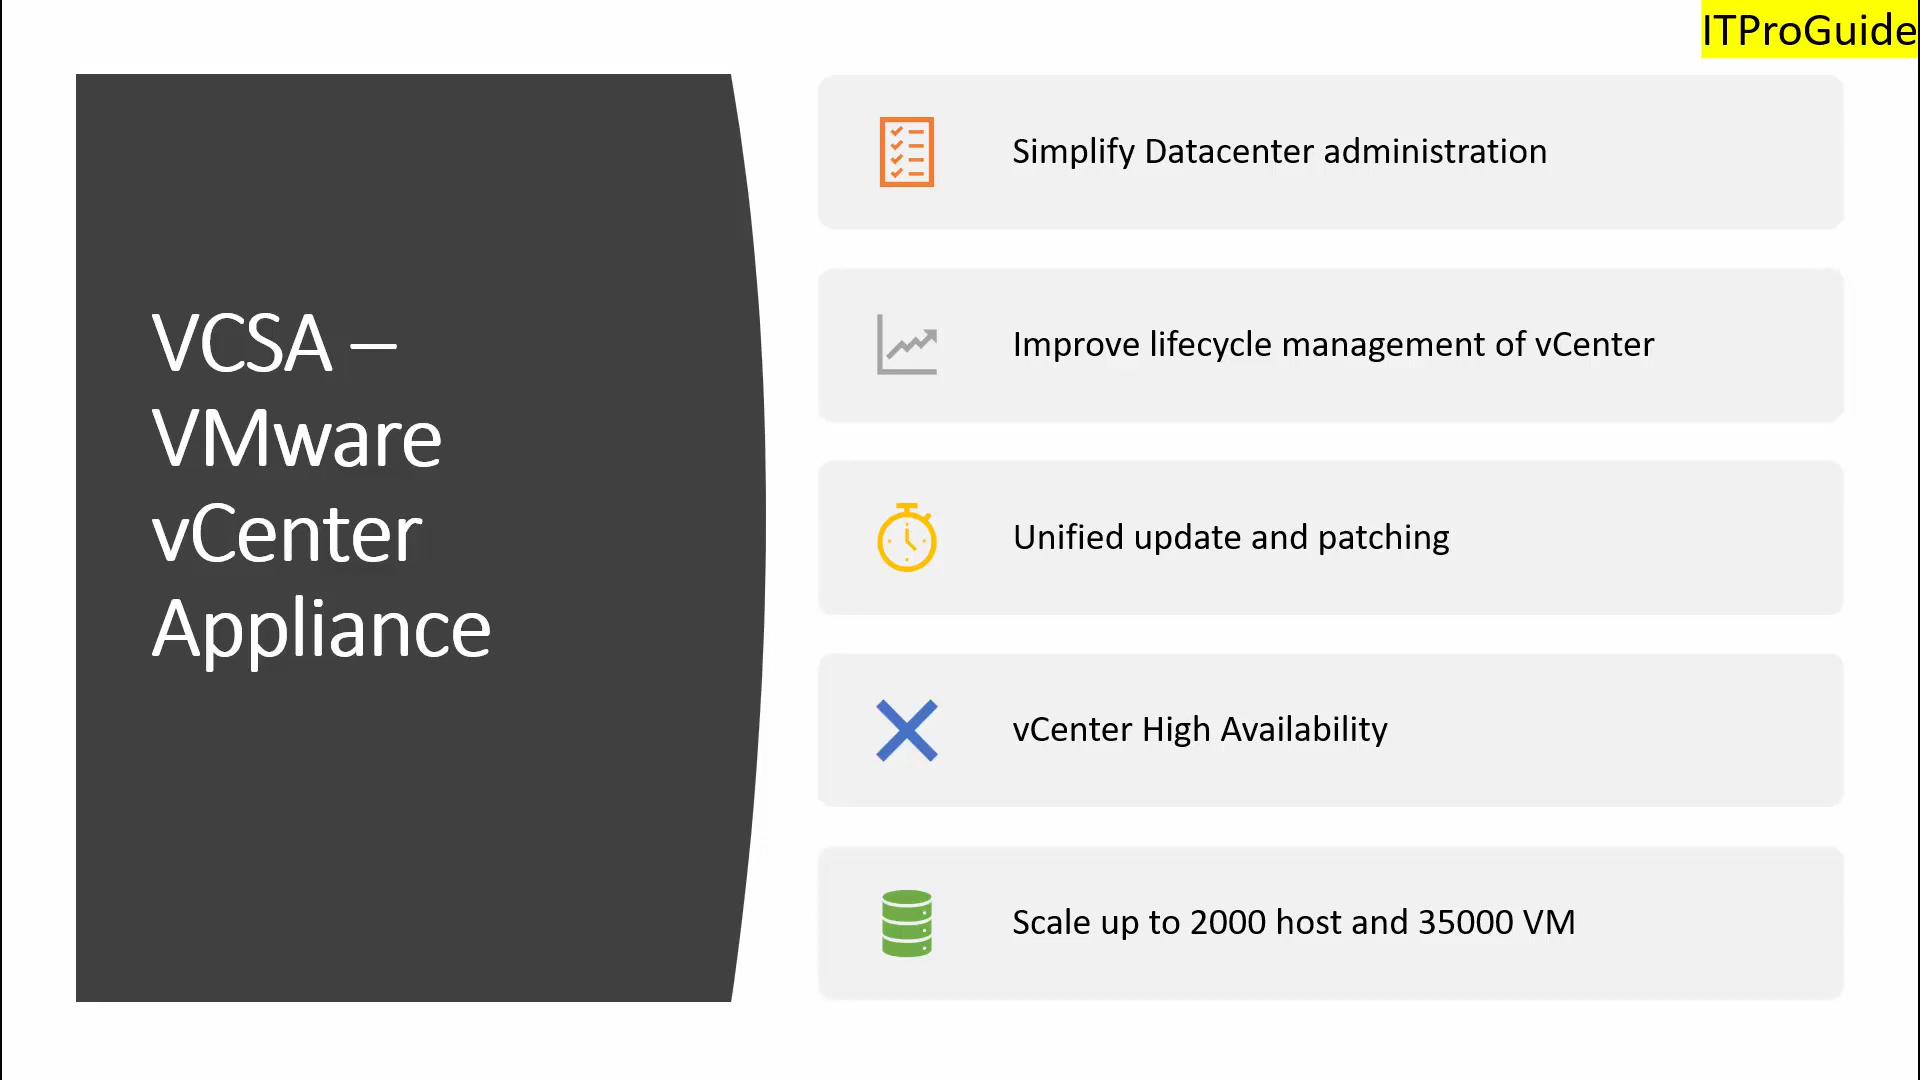 ITProGuide
VCSA –
VMware
vCenter
Appliance
Simplify Datacenter administration
Improve lifecycle management of vCenter
Unified update and patching
vCenter High Availability
Scale up to 2000 host and 35000 VM